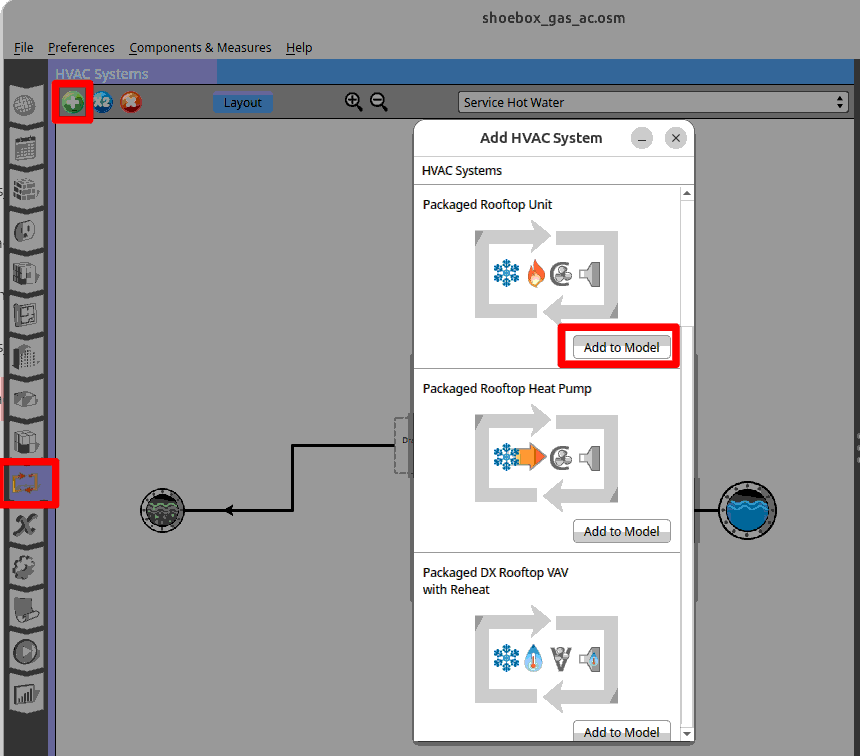 shoebox_gas_ac.osm
File Preferences Components & Measures Help
HVAC Systems
X2
Layout
Service Hot Water
Add HVAC System
HVAC Systems
Packaged Rooftop Unit
Add to Model
Packaged Rooftop Heat Pump
Dr
Add to Model
Packaged DX Rooftop VAV
with Reheat
Add to Model